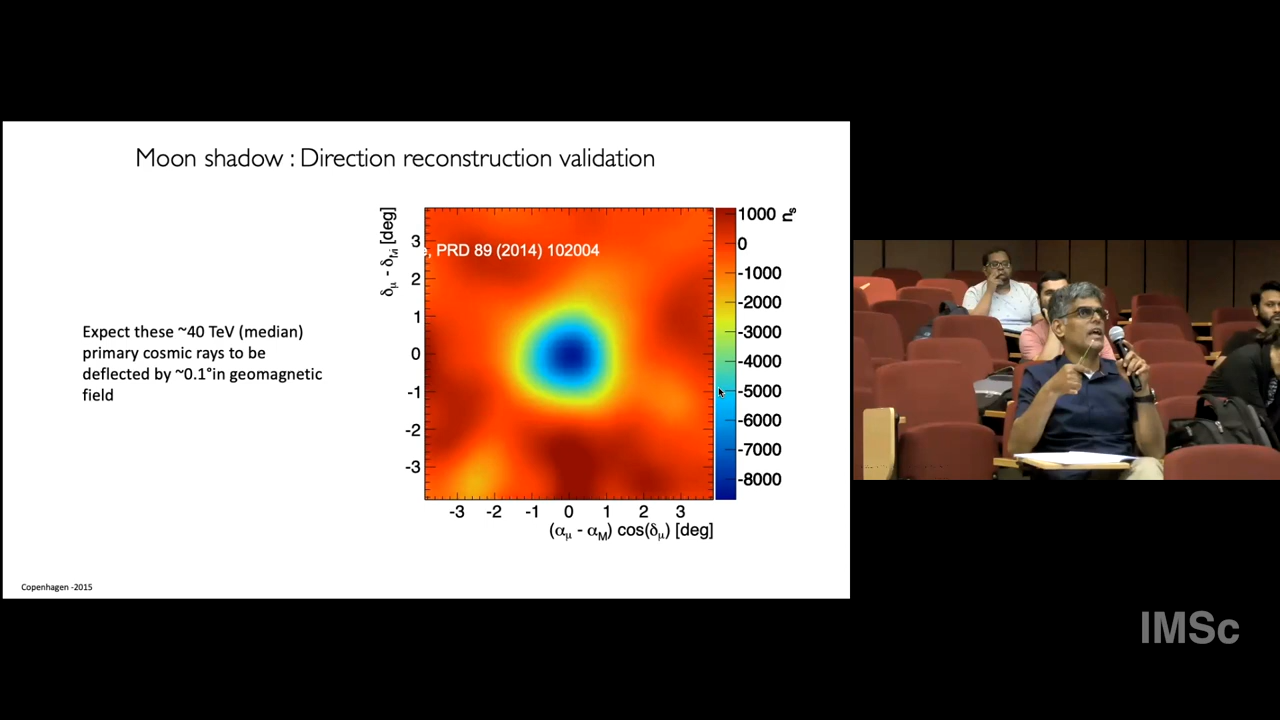 Moon shadow : Direction reconstruction validation
Expect these ~40 TeV (median)
primary cosmic rays to be
deflected by ~0.1°in geomagnetic
field
δμ - δM [deg]
, PRD 89 (2014) 102004
3
2
1
0
-1
-2
-3
-3 -2 -1 0 1 2 3
(αμ - αM) cos(δμ) [deg]
1000
0
-1000
-2000
-3000
-4000
-5000
-6000
-7000
-8000
ns
Copenhagen -2015
IMSc